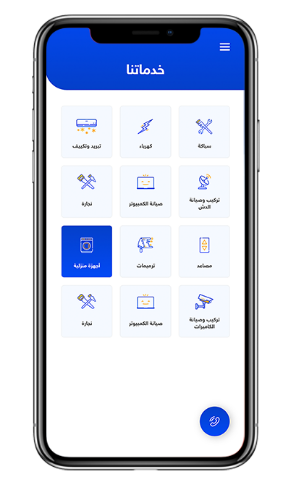 خدماتنا
سباكة
كهرباء
تبريد وتكييف
تركيب وصيانة
الدش
صيانة الكمبيوتر
نجارة
مصاعد
ترميمات
أجهزة منزلية
تركيب وصيانة
الكاميرات
صيانة الكمبيوتر
نجارة